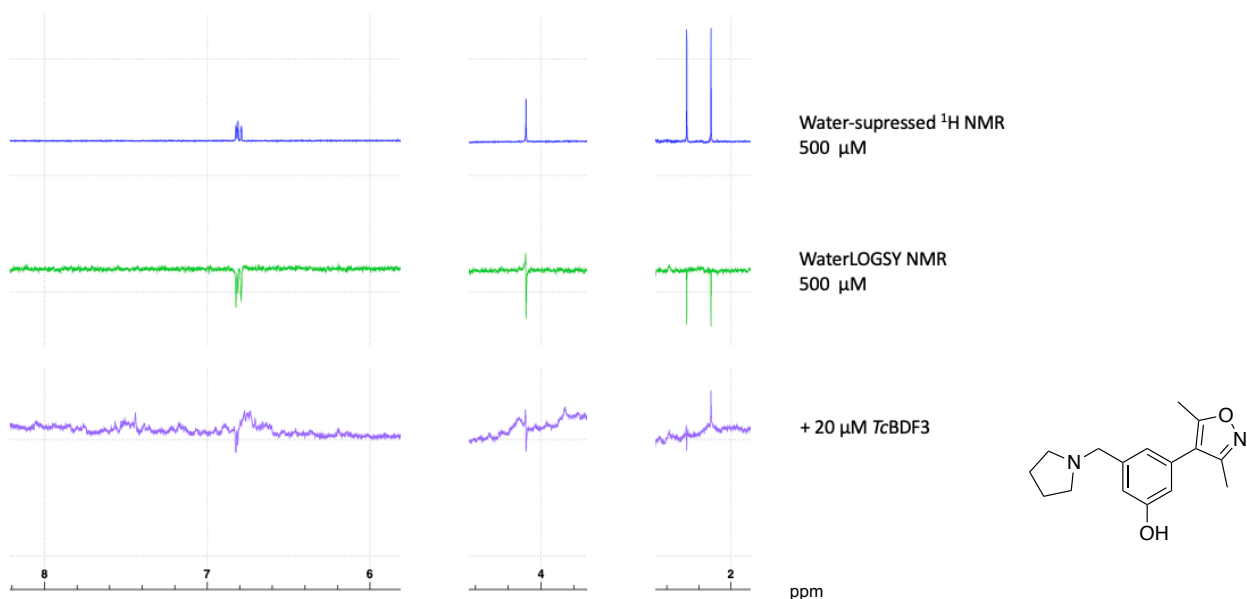 Water-supressed ¹H NMR
500 µM
WaterLOGSY NMR
500 µM
+ 20 µM TcBDF3
O
N
N
OH
8 7 6 4 2
ppm